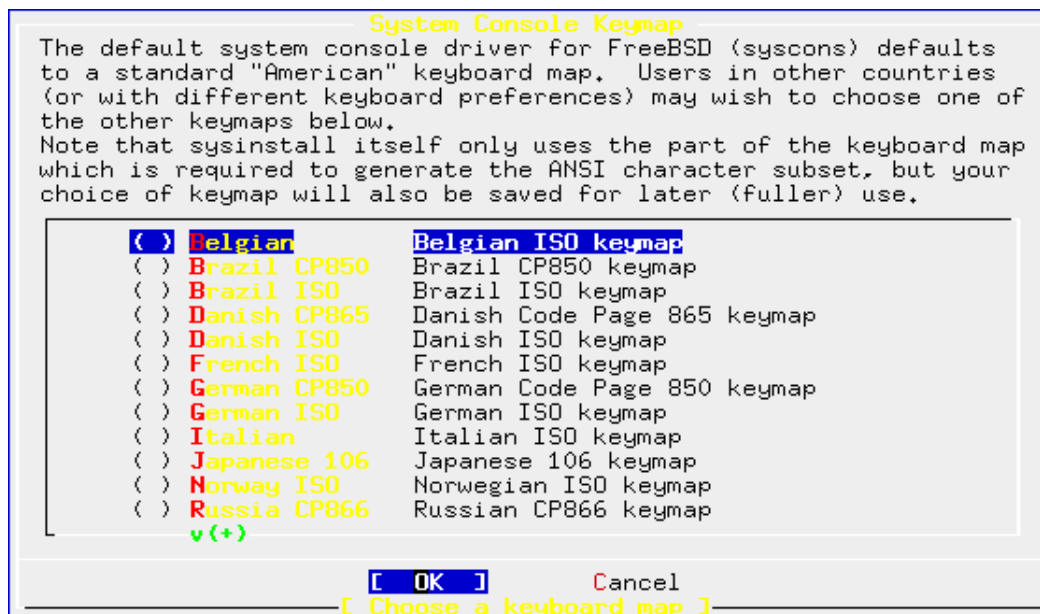 System Console Keymap
The default system console driver for FreeBSD (syscons) defaults
to a standard "American" keyboard map.  Users in other countries
(or with different keyboard preferences) may wish to choose one of
the other keymaps below.
Note that sysinstall itself only uses the part of the keyboard map
which is required to generate the ANSI character subset, but your
choice of keymap will also be saved for later (fuller) use.
( ) Belgian Belgian ISO keymap
( ) Brazil CP850 Brazil CP850 keymap
( ) Brazil ISO Brazil ISO keymap
( ) Danish CP865 Danish Code Page 865 keymap
( ) Danish ISO Danish ISO keymap
( ) French ISO French ISO keymap
( ) German CP850 German Code Page 850 keymap
( ) German ISO German ISO keymap
( ) Italian Italian ISO keymap
( ) Japanese 106 Japanese 106 keymap
( ) Norway ISO Norwegian ISO keymap
( ) Russia CP866 Russian CP866 keymap
v(+)
[ OK ] Cancel
[ Choose a keyboard map ]